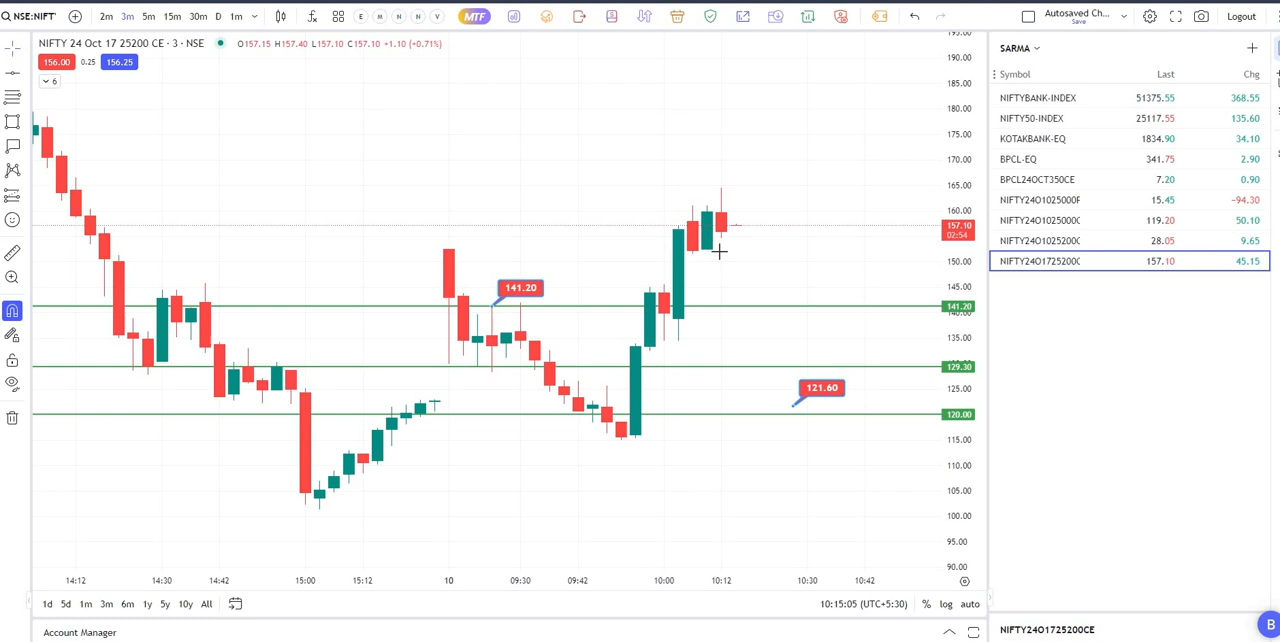 NSE:NIFT 2m 3m 5m 15m 30m D 1m E M N N V MTF Autosaved Ch... Save Logout
NIFTY 24 Oct 17 25200 CE · 3 · NSE O157.15 H157.40 L157.10 C157.10 +1.10 (+0.71%)
156.00 0.25 156.25
6
195.00
190.00
185.00
180.00
175.00
170.00
165.00
160.00
157.10
02:54
150.00
145.00
141.20
141.20
140.00
135.00
129.30
125.00
121.60
120.00
115.00
110.00
105.00
100.00
95.00
90.00
14:12 14:30 14:42 15:00 15:12 10 09:30 09:42 10:00 10:12 10:30 10:42
1d 5d 1m 3m 6m 1y 5y 10y All 10:15:05 (UTC+5:30) % log auto
Account Manager
SARMA
Symbol Last Chg
NIFTYBANK-INDEX 51375.55 368.55
NIFTY50-INDEX 25117.55 135.60
KOTAKBANK-EQ 1834.90 34.10
BPCL-EQ 341.75 2.90
BPCL24OCT350CE 7.20 0.90
NIFTY24O1025000P 15.45 −94.30
NIFTY24O1025000C 119.20 50.10
NIFTY24O1025200C 28.05 9.65
NIFTY24O1725200C 157.10 45.15
NIFTY24O1725200CE
B